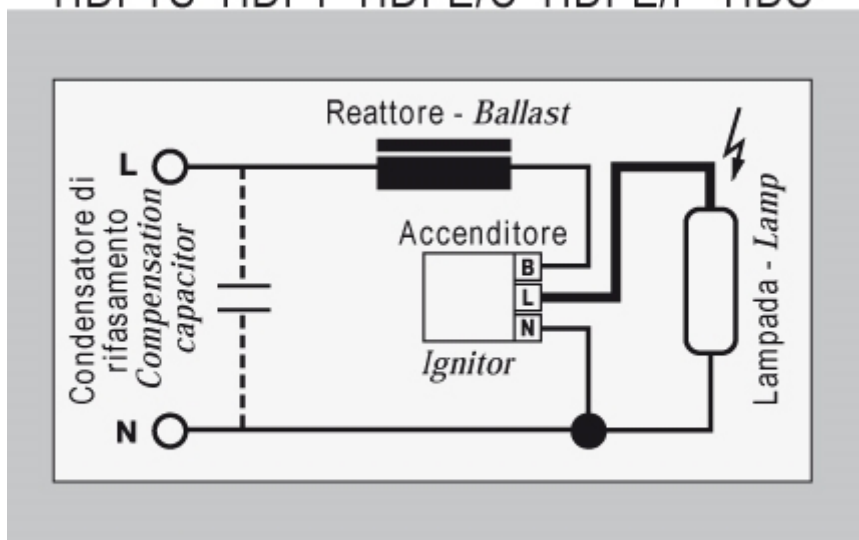 Reattore - Ballast
L
Condensatore di
rifasamento
Compensation
capacitor
Accenditore
B
L
N
Ignitor
Lampada - Lamp
N